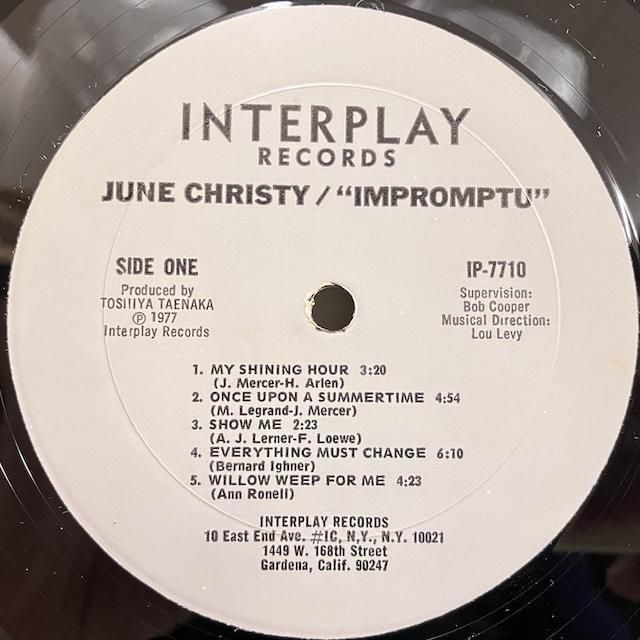 INTERPLAY
RECORDS
JUNE CHRISTY / "IMPROMPTU"
SIDE ONE
Produced by
TOSHIYA TAENAKA
℗ 1977
Interplay Records
IP-7710
Supervision:
Bob Cooper
Musical Direction:
Lou Levy
1. MY SHINING HOUR 3:20
(J. Mercer-H. Arlen)
2. ONCE UPON A SUMMERTIME 4:54
(M. Legrand-J. Mercer)
3. SHOW ME 2:23
(A. J. Lerner-F. Loewe)
4. EVERYTHING MUST CHANGE 6:10
(Bernard Ighner)
5. WILLOW WEEP FOR ME 4:23
(Ann Ronell)
INTERPLAY RECORDS
10 East End Ave. #IC, N,Y., N.Y. 10021
1449 W. 168th Street
Gardena, Calif. 90247